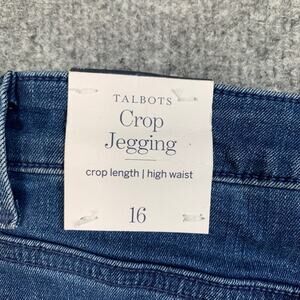 TALBOTS
Crop
Jegging
crop length | high waist
16